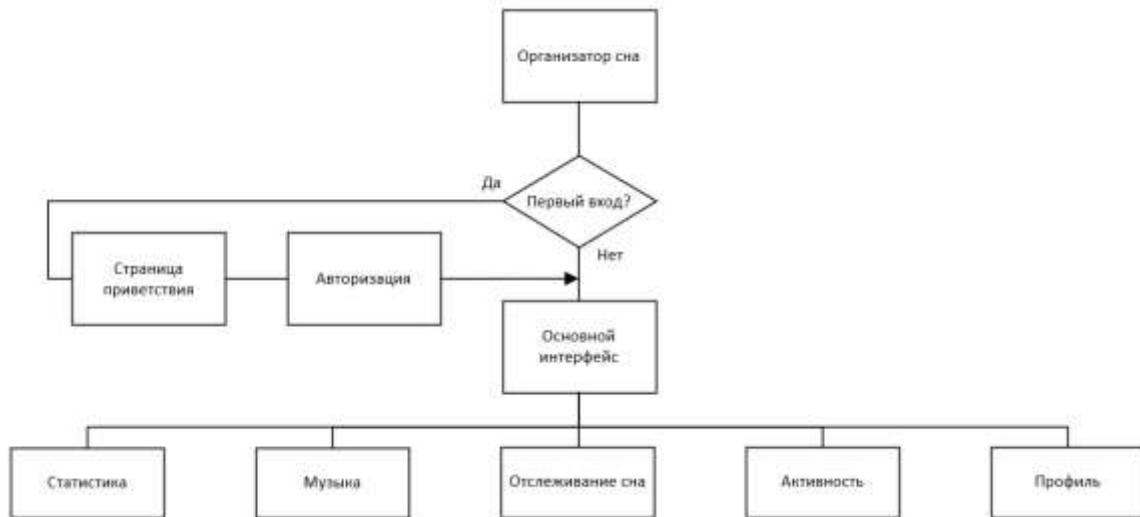 Организатор сна
Да
Первый вход?
Нет
Страница
приветствия
Авторизация
Основной
интерфейс
Статистика
Музыка
Отслеживание сна
Активность
Профиль